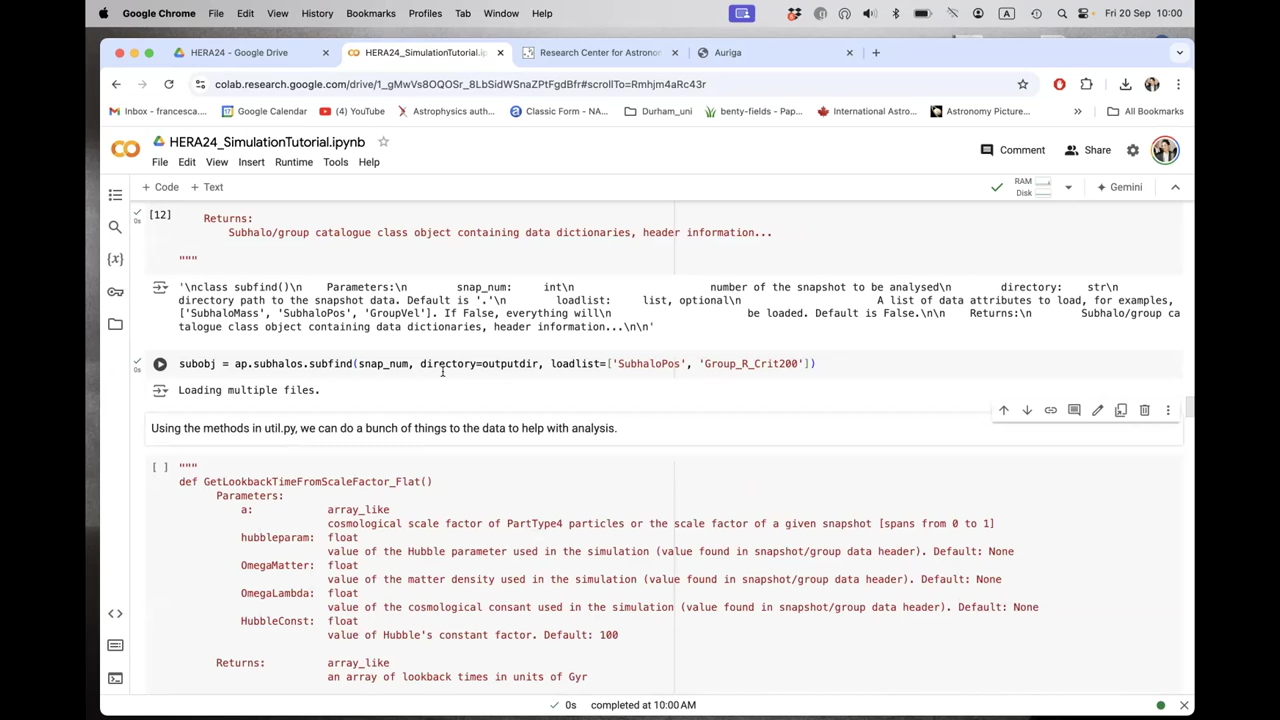 Google Chrome File Edit View History Bookmarks Profiles Tab Window Help A Fri 20 Sep 10:00
HERA24 - Google Drive HERA24_SimulationTutorial.ip Research Center for Astronom Auriga
colab.research.google.com/drive/1_gMwVs8OQOSr_8LbSidWSnaZPtFgdBfr#scrollTo=Rmhjm4aRc43r
Inbox - francesca.... Google Calendar (4) YouTube Astrophysics auth... Classic Form - NA... Durham_uni benty-fields - Pap... International Astro... Astronomy Picture... » All Bookmarks
HERA24_SimulationTutorial.ipynb
File Edit View Insert Runtime Tools Help
Comment Share
+ Code + Text
RAM
Disk
Gemini
[12] Returns:
0s
Subhalo/group catalogue class object containing data dictionaries, header information...
"""
'\nclass subfind()\n Parameters:\n snap_num: int\n number of the snapshot to be analysed\n directory: str\n
directory path to the snapshot data. Default is '.'\n loadlist: list, optional\n A list of data attributes to load, for examples,
['SubhaloMass', 'SubhaloPos', 'GroupVel']. If False, everything will\n be loaded. Default is False.\n\n Returns:\n Subhalo/group ca
talogue class object containing data dictionaries, header information...\n\n'
subobj = ap.subhalos.subfind(snap_num, directory=outputdir, loadlist=['SubhaloPos', 'Group_R_Crit200'])
0s
Loading multiple files.
Using the methods in util.py, we can do a bunch of things to the data to help with analysis.
[ ] """
def GetLookbackTimeFromScaleFactor_Flat()
Parameters:
a: array_like
cosmological scale factor of PartType4 particles or the scale factor of a given snapshot [spans from 0 to 1]
hubbleparam: float
value of the Hubble parameter used in the simulation (value found in snapshot/group data header). Default: None
OmegaMatter: float
value of the matter density used in the simulation (value found in snapshot/group data header). Default: None
OmegaLambda: float
value of the cosmological consant used in the simulation (value found in snapshot/group data header). Default: None
HubbleConst: float
value of Hubble's constant factor. Default: 100
Returns: array_like
an array of lookback times in units of Gyr
0s completed at 10:00 AM